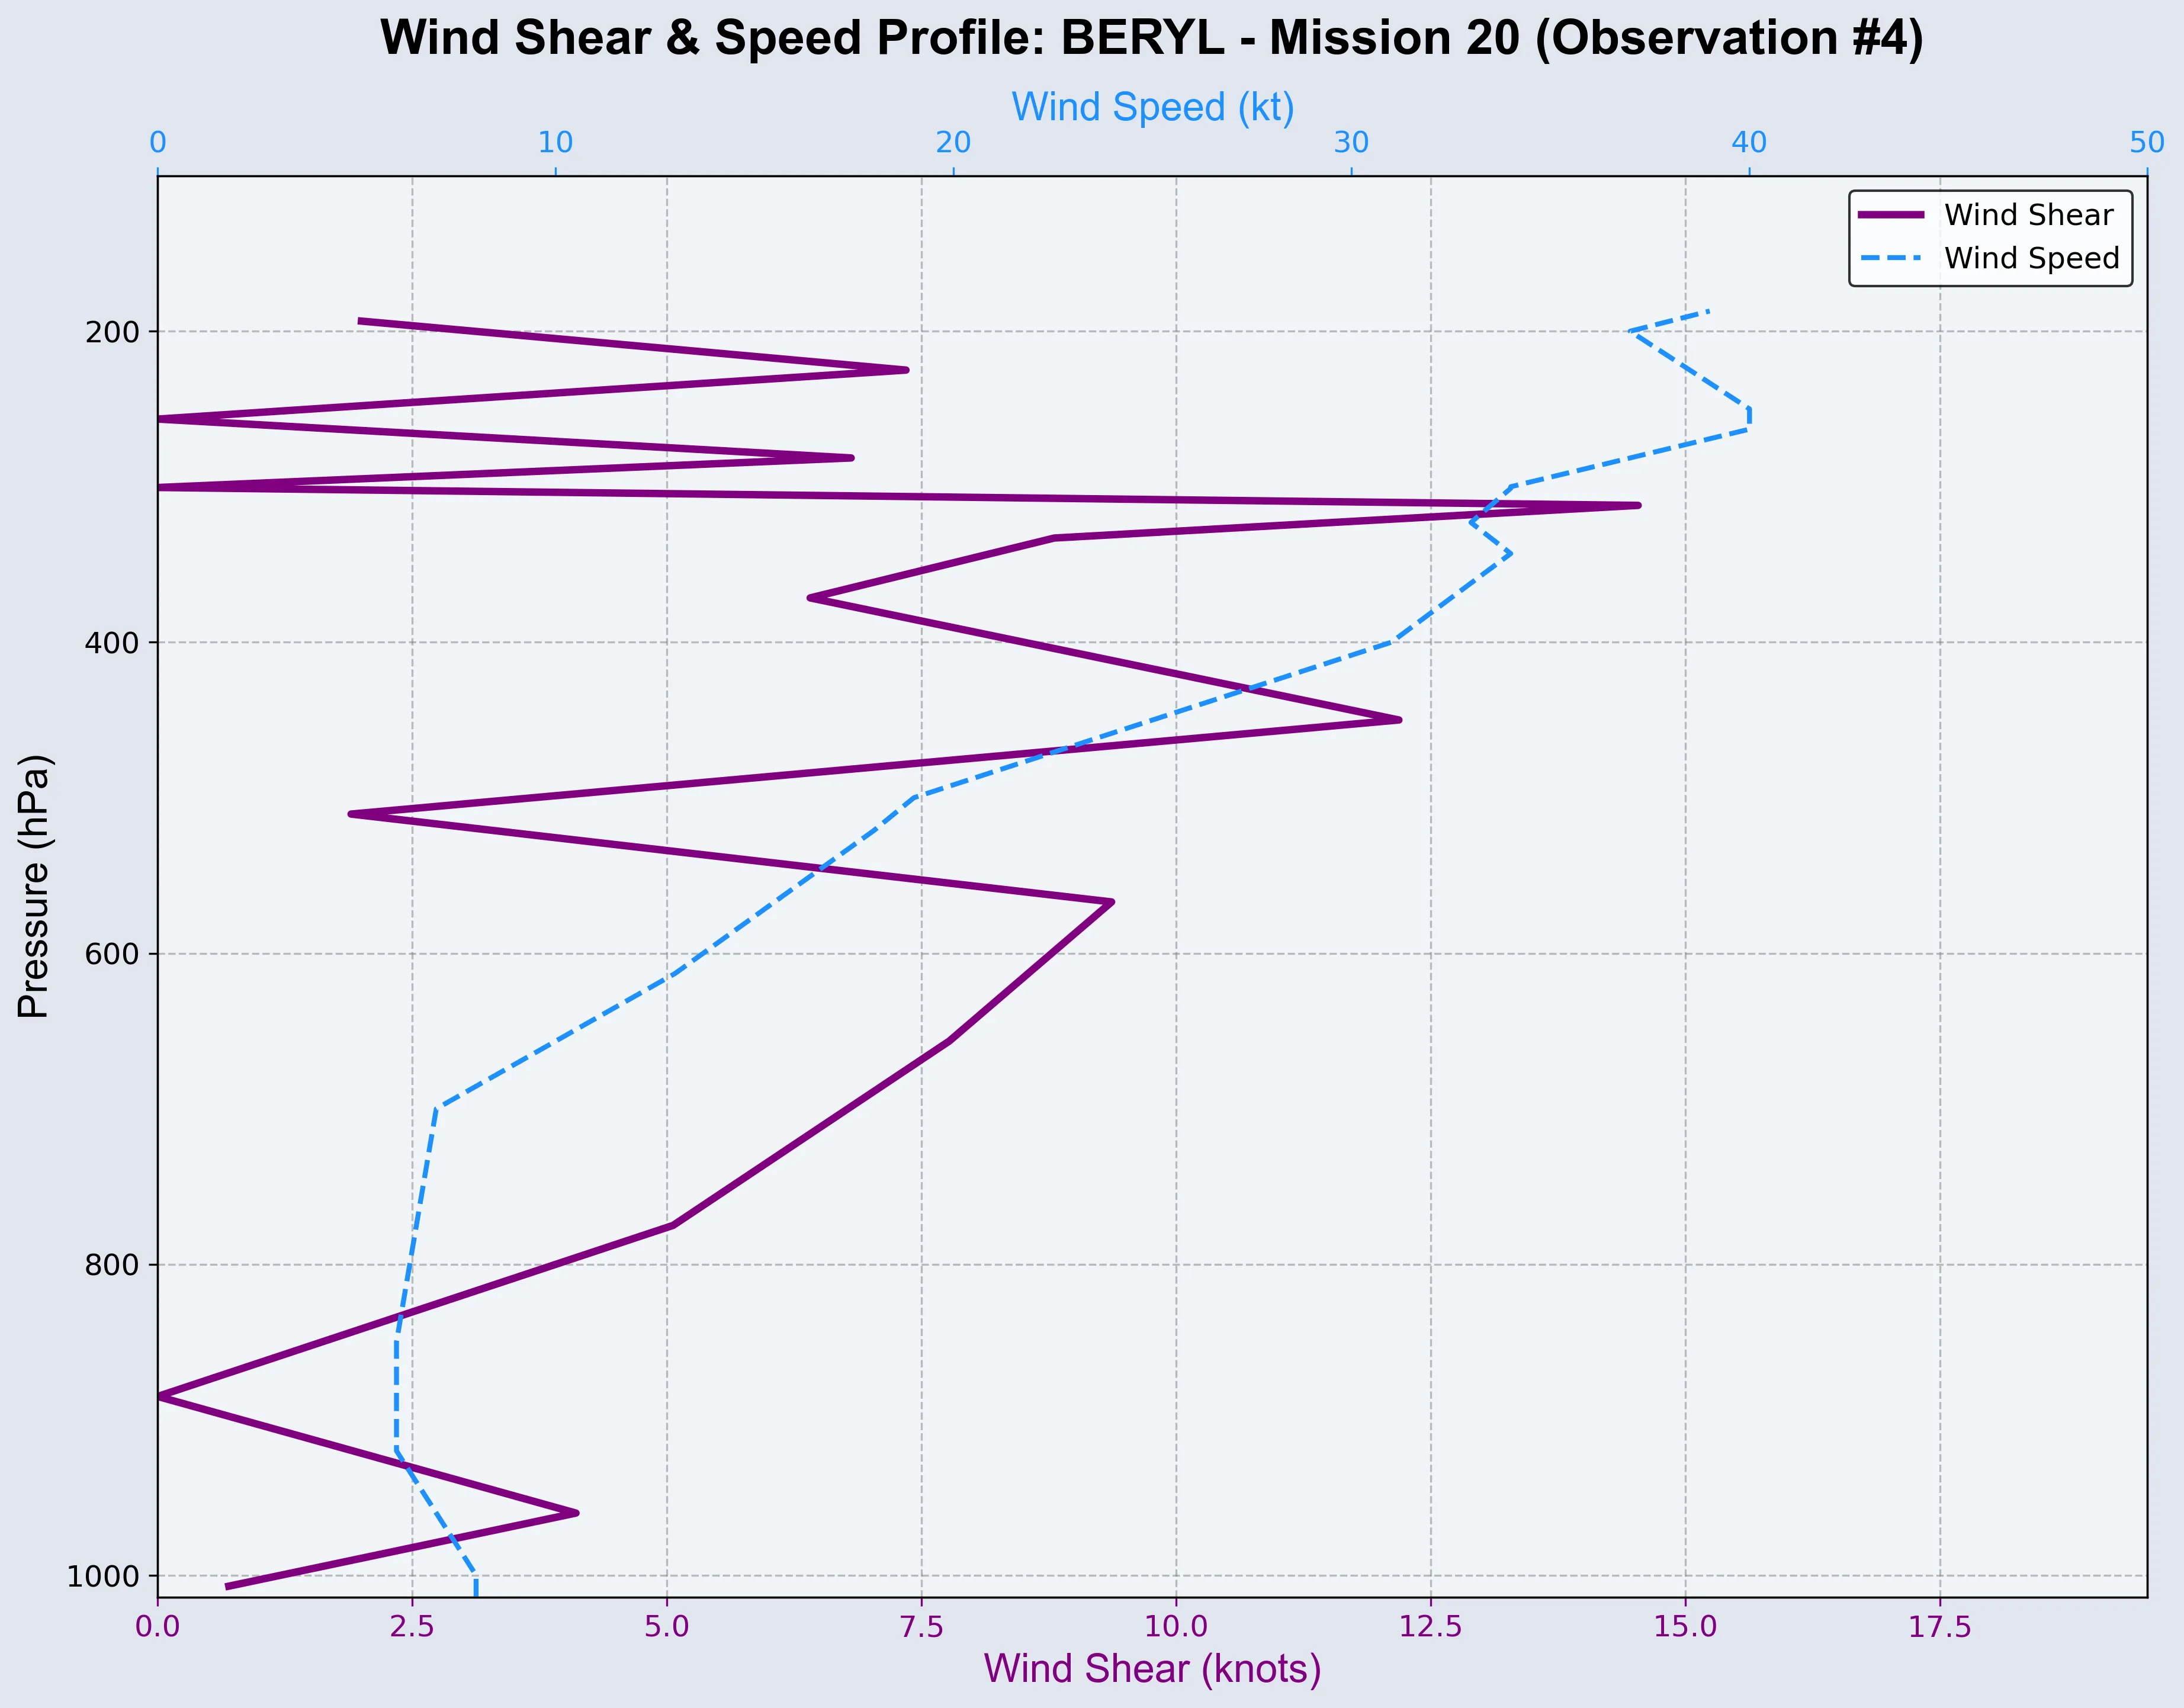 Wind Shear & Speed Profile: BERYL - Mission 20 (Observation #4)
Wind Speed (kt)
0 10 20 30 40 50
Wind Shear
Wind Speed
Pressure (hPa)
200
400
600
800
1000
0.0 2.5 5.0 7.5 10.0 12.5 15.0 17.5
Wind Shear (knots)